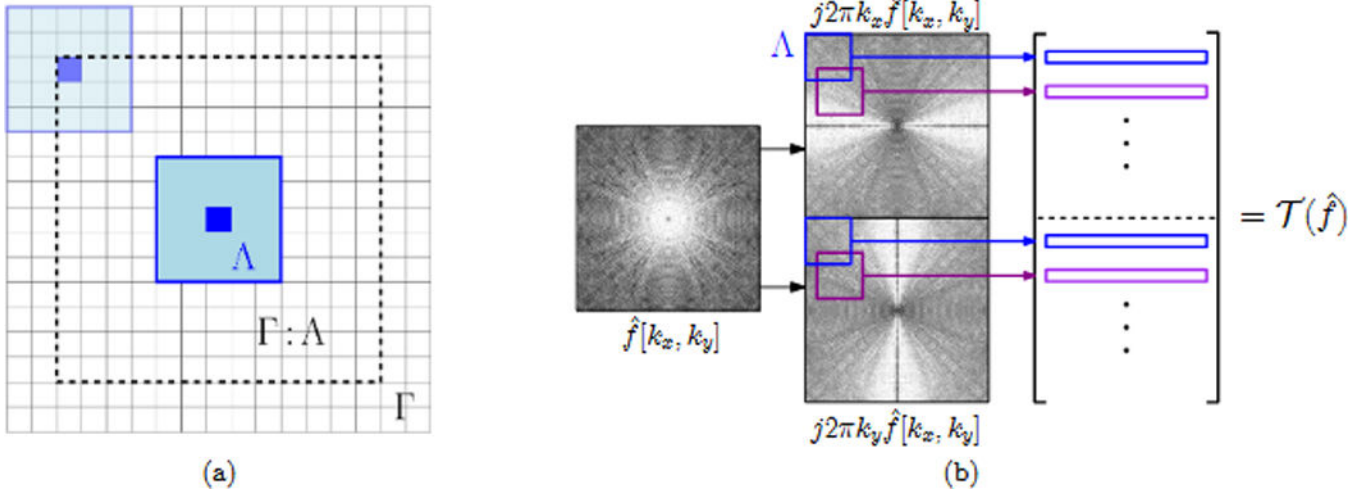 Λ
Γ : Λ
Γ
(a)
j2πk_x f̂[k_x, k_y]
Λ
f̂[k_x, k_y]
= 𝒯(f̂)
j2πk_y f̂[k_x, k_y]
(b)